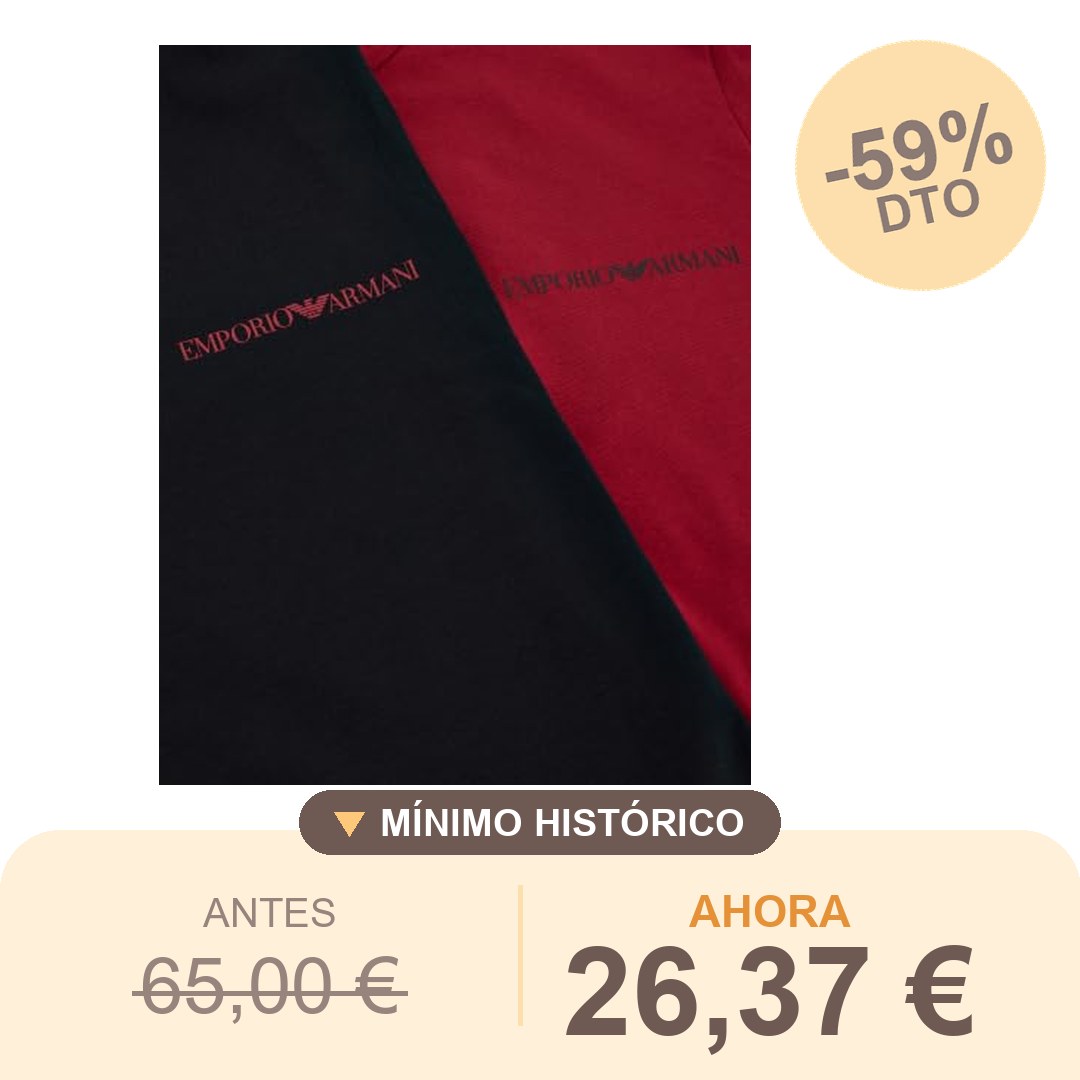 -59%
DTO
EMPORIO ARMANI
EMPORIO ARMANI
MÍNIMO HISTÓRICO
ANTES
65,00 €
AHORA
26,37 €